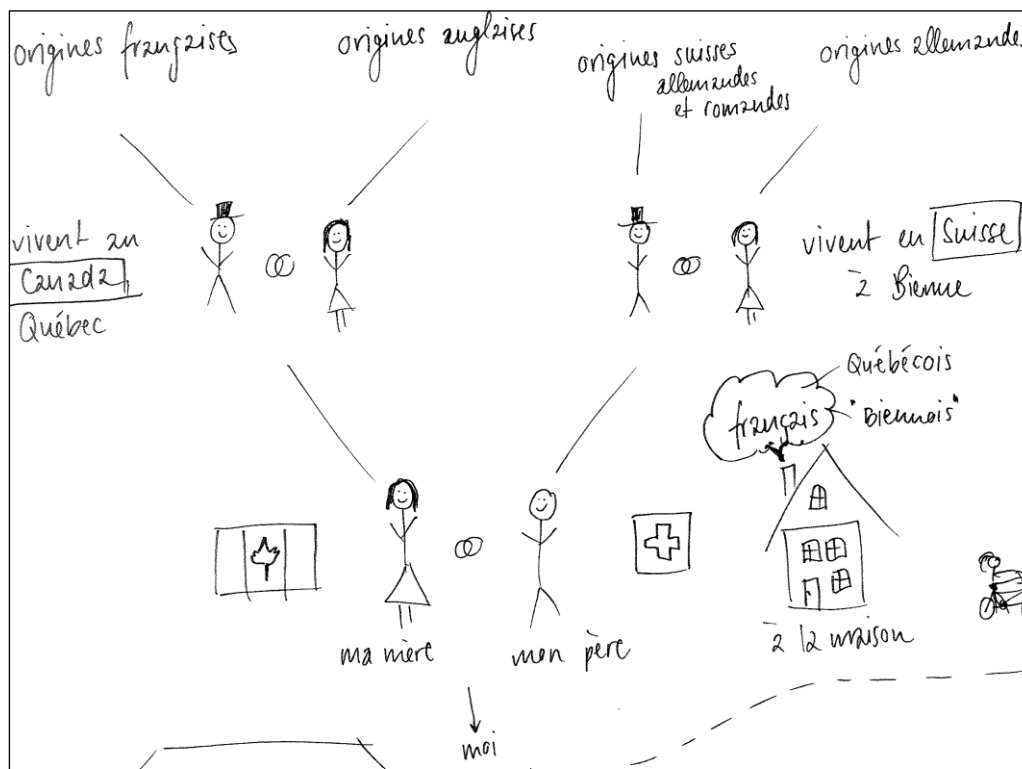 origines françaises
origines anglaises
origines suisses
allemandes
et romandes
origines allemandes
vivent au
Canada,
Québec
vivent en Suisse
à Bienne
Québécois
français
"Biennois"
ma mère
mon père
à la maison
moi